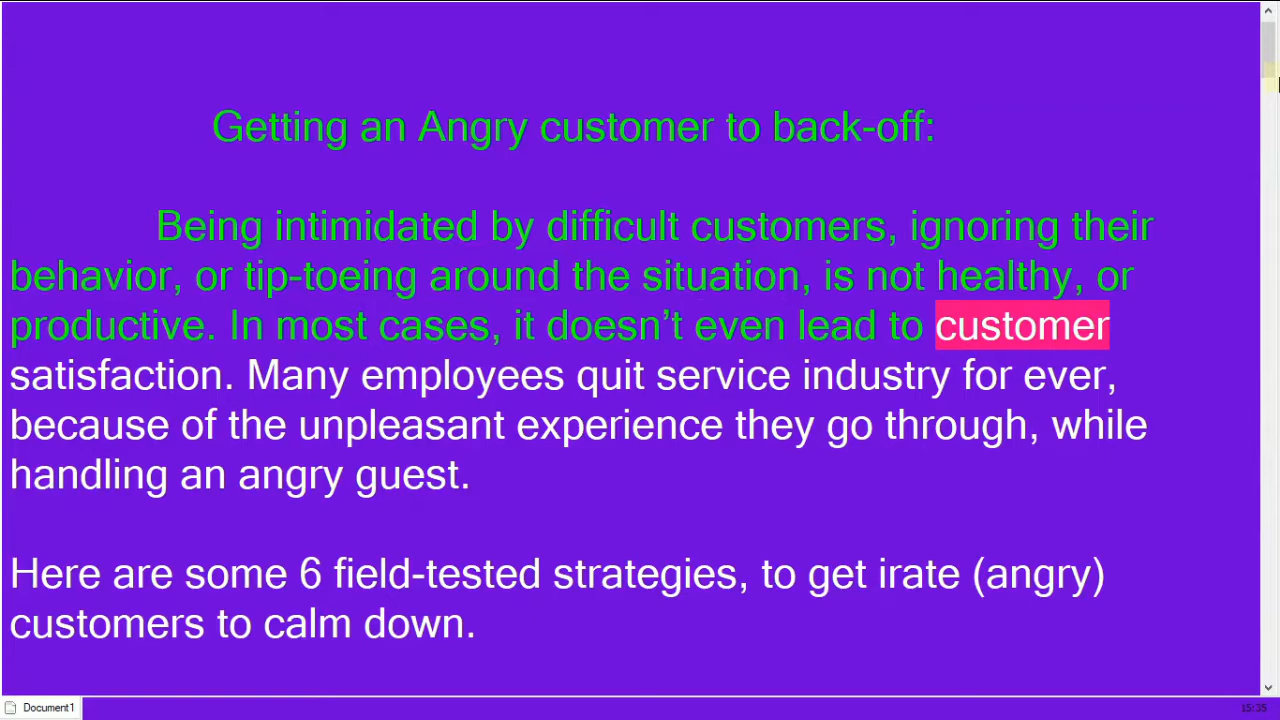 Getting an Angry customer to back-off:
Being intimidated by difficult customers, ignoring their
behavior, or tip-toeing around the situation, is not healthy, or
productive. In most cases, it doesn’t even lead to customer
satisfaction. Many employees quit service industry for ever,
because of the unpleasant experience they go through, while
handling an angry guest.
Here are some 6 field-tested strategies, to get irate (angry)
customers to calm down.
Document1
15:35